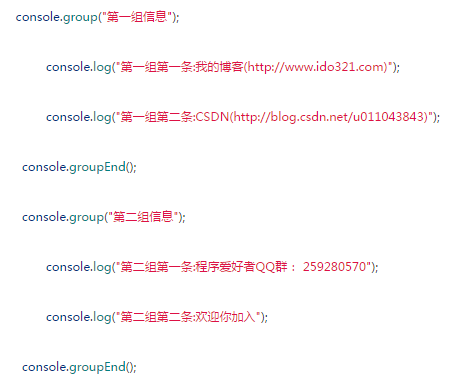 console.group("第一组信息");
console.log("第一组第一条:我的博客(http://www.ido321.com)");
console.log("第一组第二条:CSDN(http://blog.csdn.net/u011043843)");
console.groupEnd();
console.group("第二组信息");
console.log("第二组第一条:程序爱好者QQ群： 259280570");
console.log("第二组第二条:欢迎你加入");
console.groupEnd();